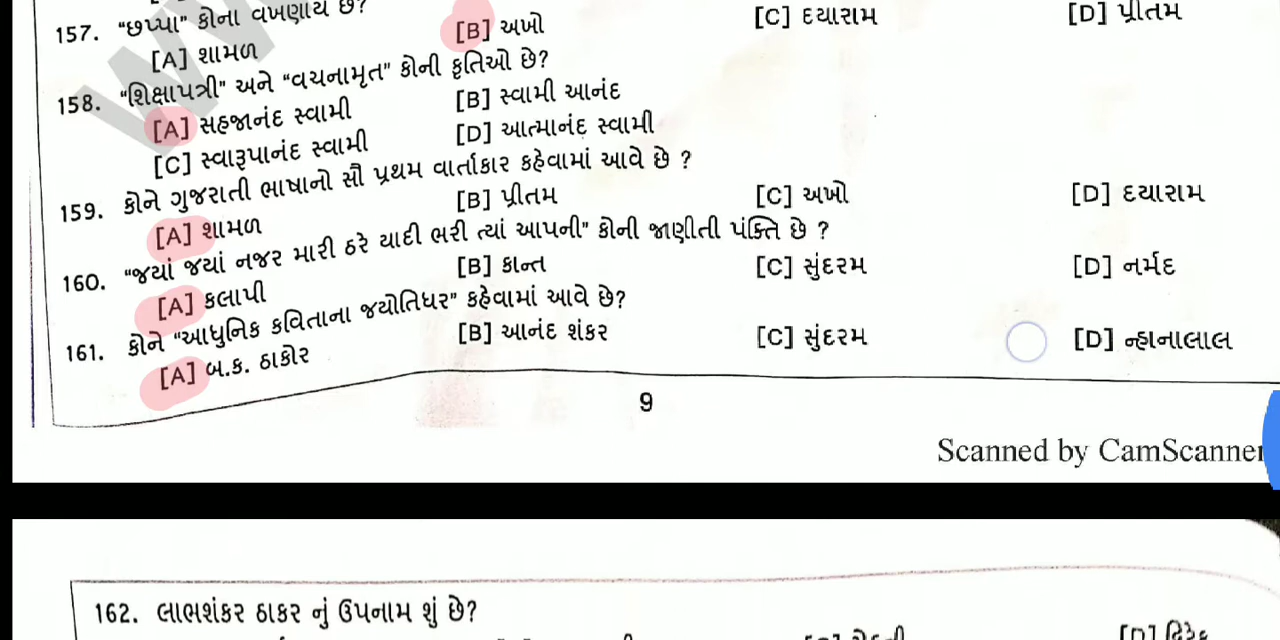 157. "છપ્પા" કોના વખણાય છે?
[A] શામળ [B] અખો [C] દયારામ [D] પ્રીતમ
158. "શિક્ષાપત્રી" અને "વચનામૃત" કોની કૃતિઓ છે?
[A] સહજાનંદ સ્વામી [B] સ્વામી આનંદ
[C] સ્વારૂપાનંદ સ્વામી [D] આત્માનંદ સ્વામી
159. કોને ગુજરાતી ભાષાનો સૌ પ્રથમ વાર્તાકાર કહેવામાં આવે છે ?
[A] શામળ [B] પ્રીતમ [C] અખો [D] દયારામ
160. "જયાં જયાં નજર મારી ઠરે યાદી ભરી ત્યાં આપની" કોની જાણીતી પંક્તિ છે ?
[A] કલાપી [B] કાન્ત [C] સુંદરમ [D] નર્મદ
161. કોને "આધુનિક કવિતાના જયોતિધર" કહેવામાં આવે છે?
[A] બ.ક. ઠાકોર [B] આનંદ શંકર [C] સુંદરમ [D] ન્હાનાલાલ
9
Scanned by CamScanner
162. લાભશંકર ઠાકર નું ઉપનામ શું છે?